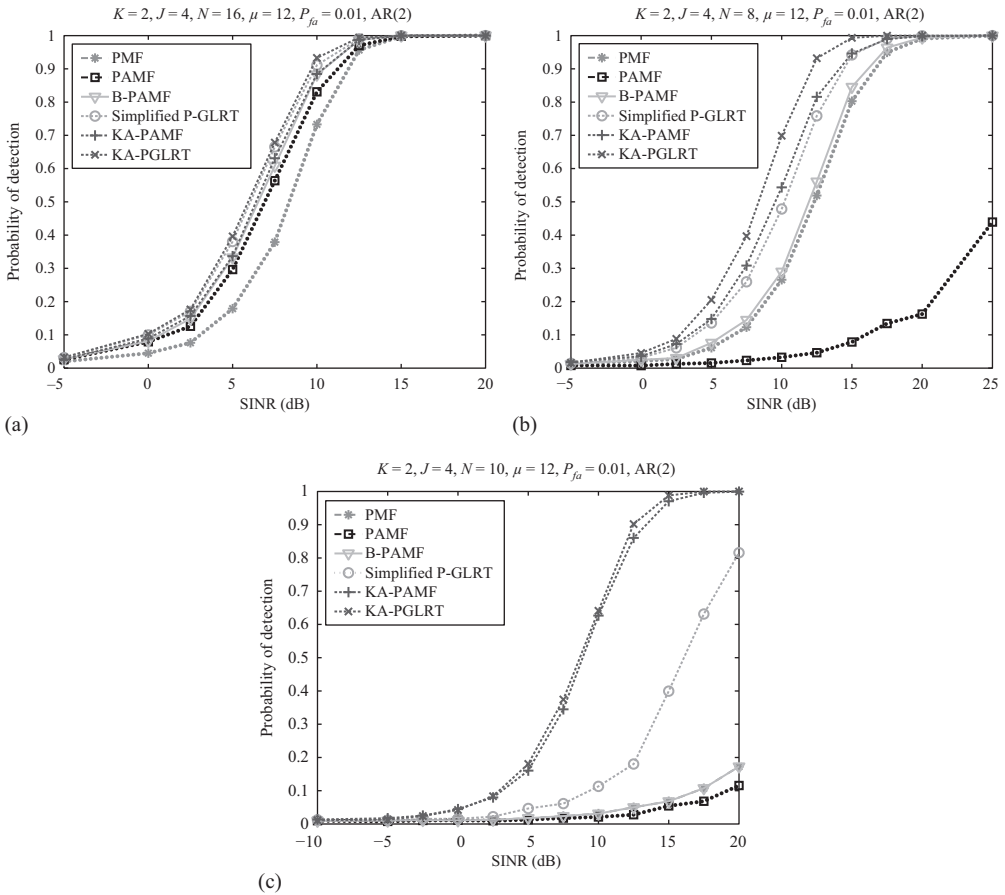 K = 2, J = 4, N = 16, μ = 12, P_fa = 0.01, AR(2)
1
0.9
0.8
0.7
0.6
0.5
0.4
0.3
0.2
0.1
0
Probability of detection
PMF
PAMF
B-PAMF
Simplified P-GLRT
KA-PAMF
KA-PGLRT
−5 0 5 10 15 20
SINR (dB)
(a)
K = 2, J = 4, N = 8, μ = 12, P_fa = 0.01, AR(2)
1
0.9
0.8
0.7
0.6
0.5
0.4
0.3
0.2
0.1
0
Probability of detection
PMF
PAMF
B-PAMF
Simplified P-GLRT
KA-PAMF
KA-PGLRT
−5 0 5 10 15 20 25
SINR (dB)
(b)
K = 2, J = 4, N = 10, μ = 12, P_fa = 0.01, AR(2)
1
0.9
0.8
0.7
0.6
0.5
0.4
0.3
0.2
0.1
0
Probability of detection
PMF
PAMF
B-PAMF
Simplified P-GLRT
KA-PAMF
KA-PGLRT
−10 −5 0 5 10 15 20
SINR (dB)
(c)